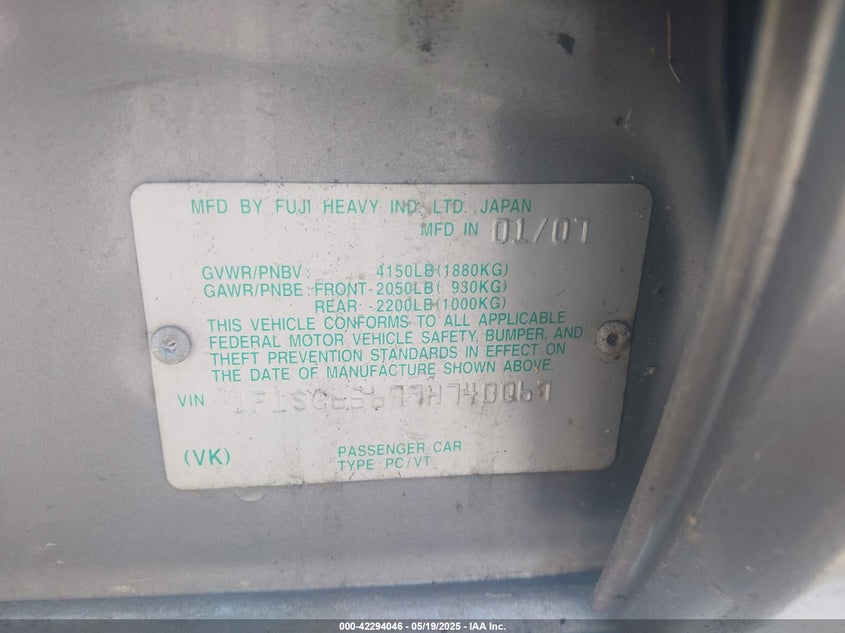 MFD BY FUJI HEAVY IND. LTD. JAPAN
MFD IN 01/07
GVWR/PNBV 4150LB(1880KG)
GAWR/PNBE FRONT-2050LB( 930KG)
REAR -2200LB(1000KG)
THIS VEHICLE CONFORMS TO ALL APPLICABLE
FEDERAL MOTOR VEHICLE SAFETY, BUMPER, AND
THEFT PREVENTION STANDARDS IN EFFECT ON
THE DATE OF MANUFACTURE SHOWN ABOVE.
VIN
(VK)
PASSENGER CAR
TYPE PC/VT
000-42294046 - 05/19/2025 - IAA Inc.